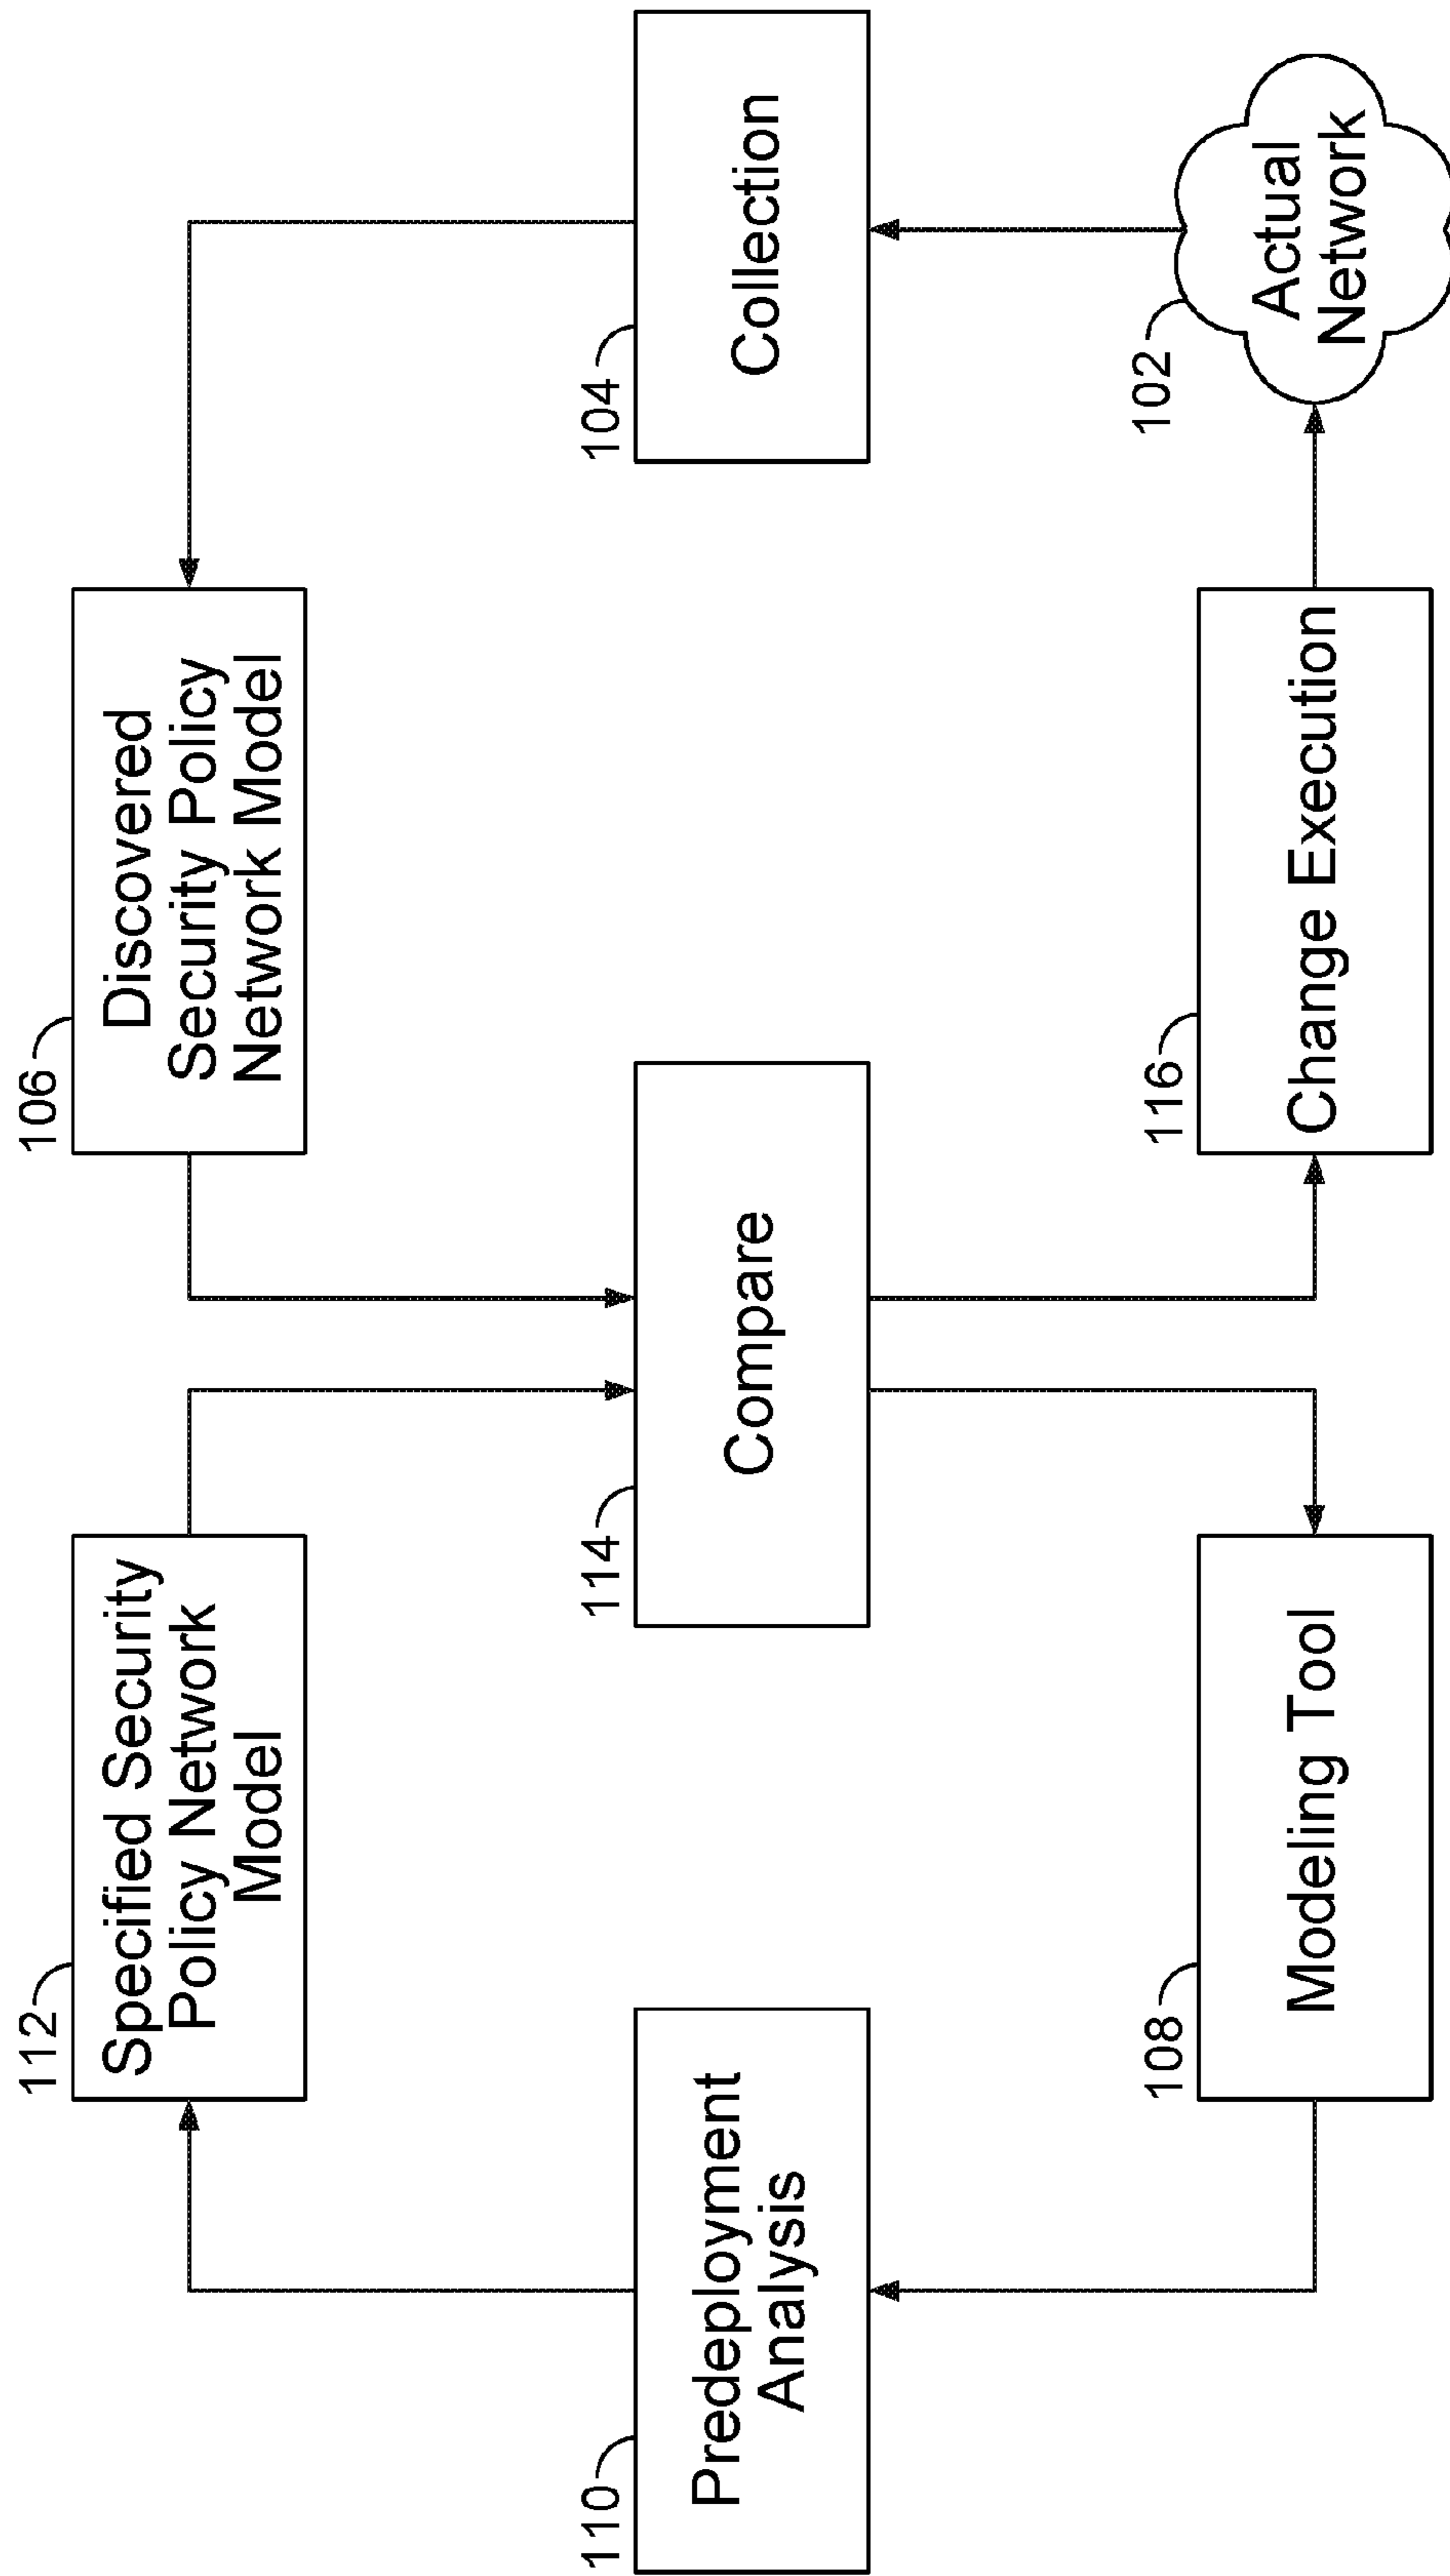 112
Specified Security
Policy Network
Model
106
Discovered
Security Policy
Network Model
110
Predeployment
Analysis
114
Compare
104
Collection
108
Modeling Tool
116
Change Execution
102
Actual
Network